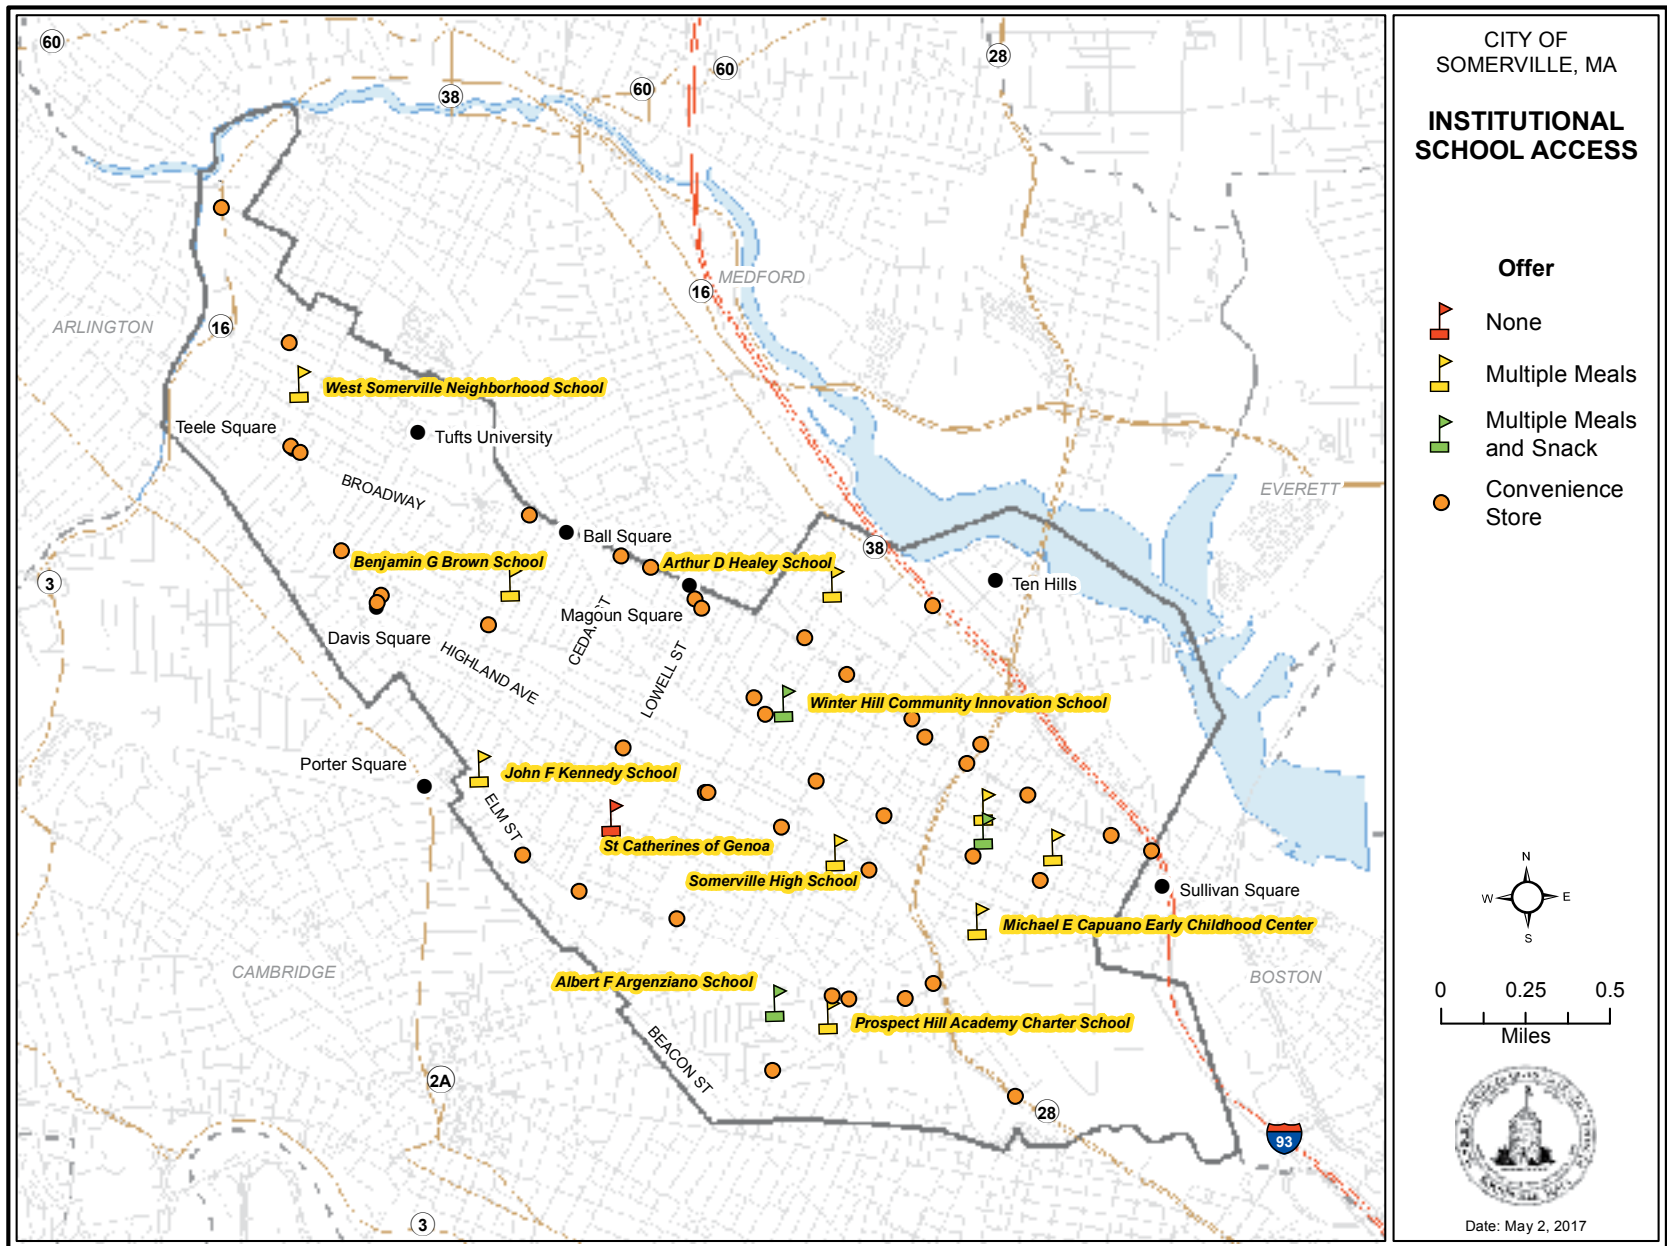 60
60
60
28
38
MEDFORD
16
ARLINGTON
16
West Somerville Neighborhood School
Teele Square
Tufts University
BROADWAY
EVERETT
Ball Square
38
Benjamin G Brown School
Arthur D Healey School
3
Ten Hills
CEDAR ST
Magoun Square
Davis Square
HIGHLAND AVE
LOWELL ST
Winter Hill Community Innovation School
Porter Square
John F Kennedy School
ELM ST
St Catherines of Genoa
Somerville High School
Sullivan Square
Michael E Capuano Early Childhood Center
CAMBRIDGE
Albert F Argenziano School
BOSTON
Prospect Hill Academy Charter School
BEACON ST
2A
28
93
3
CITY OF
SOMERVILLE, MA
INSTITUTIONAL
SCHOOL ACCESS
Offer
None
Multiple Meals
Multiple Meals
and Snack
Convenience
Store
N
W
E
S
0 0.25 0.5
Miles
Date: May 2, 2017